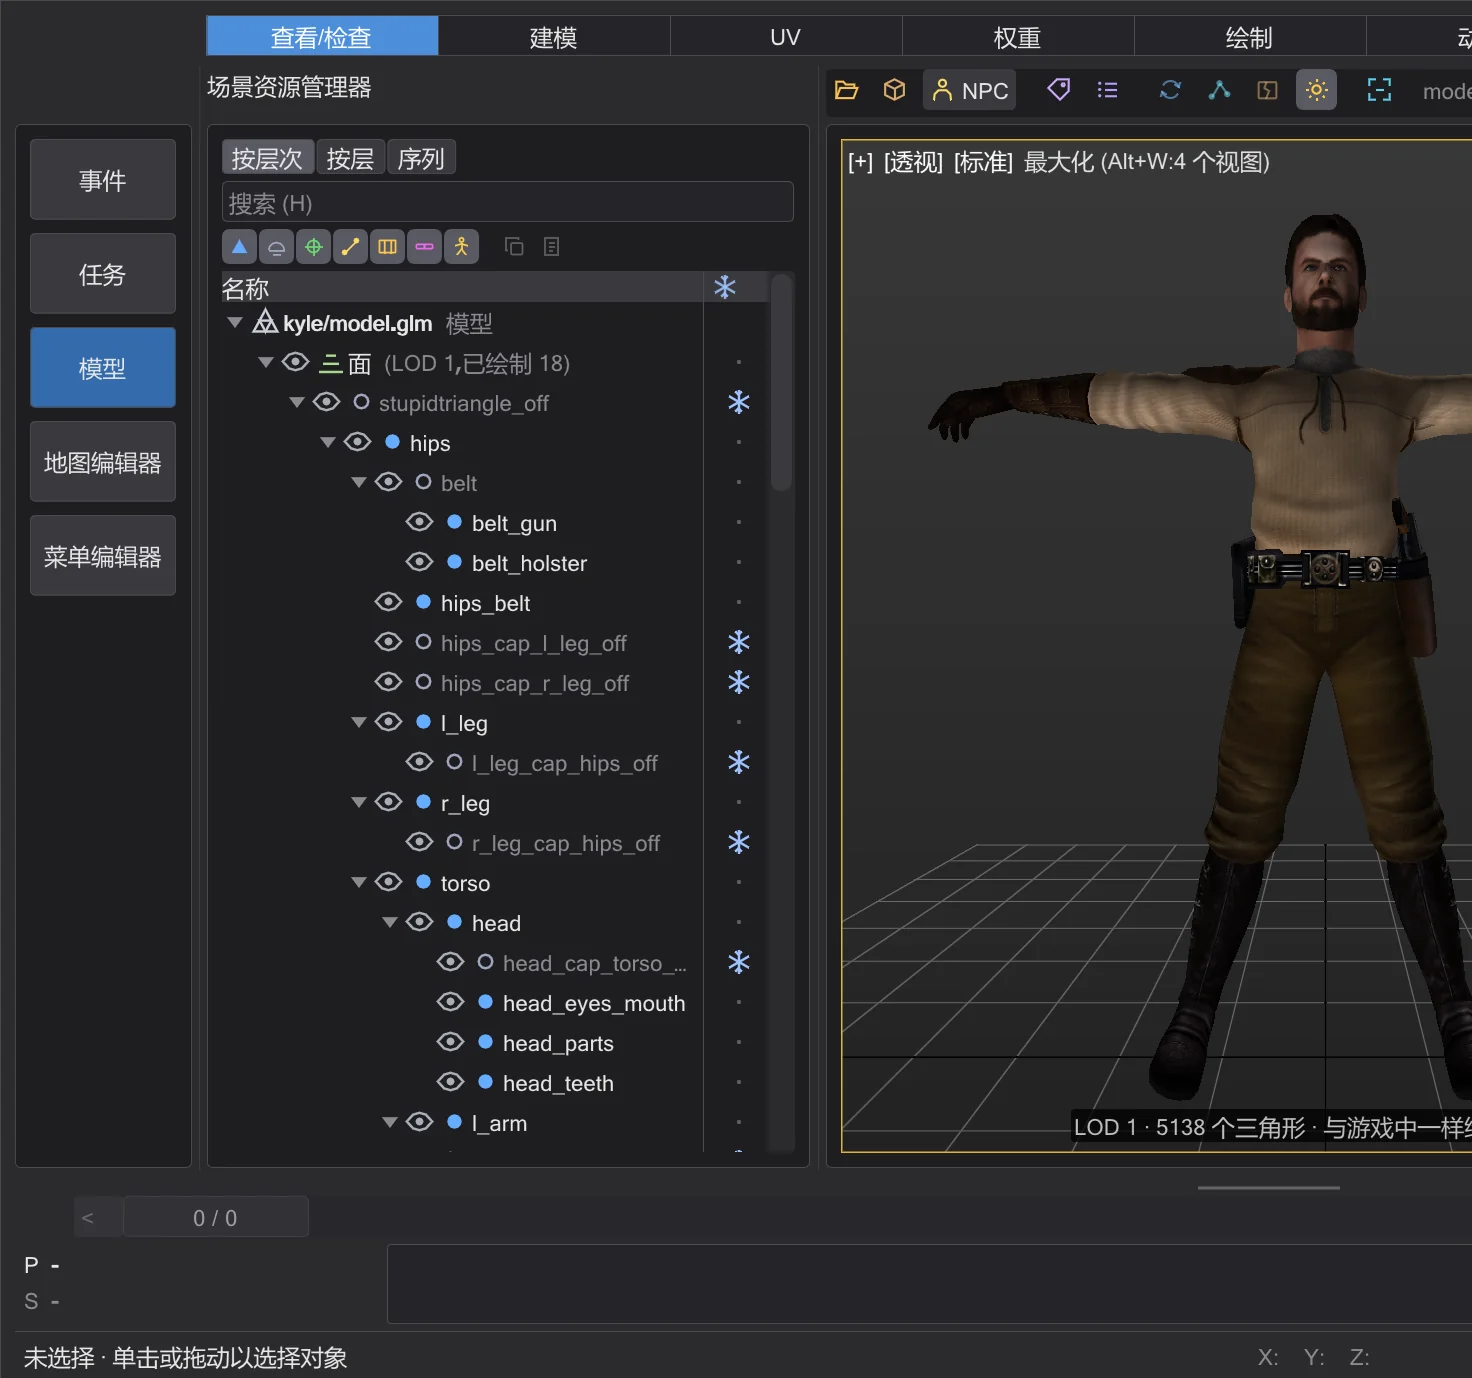 查看/检查
建模
UV
权重
绘制
场景资源管理器
NPC
事件
任务
模型
地图编辑器
菜单编辑器
按层次
按层
序列
搜索 (H)
名称
kyle/model.glm 模型
面 (LOD 1,已绘制 18)
stupidtriangle_off
hips
belt
belt_gun
belt_holster
hips_belt
hips_cap_l_leg_off
hips_cap_r_leg_off
l_leg
l_leg_cap_hips_off
r_leg
r_leg_cap_hips_off
torso
head
head_cap_torso_...
head_eyes_mouth
head_parts
head_teeth
l_arm
[+] [透视] [标准] 最大化 (Alt+W:4 个视图)
LOD 1 · 5138 个三角形 · 与游戏中一样
< 0 / 0
P -
S -
未选择 · 单击或拖动以选择对象
X: Y: Z: